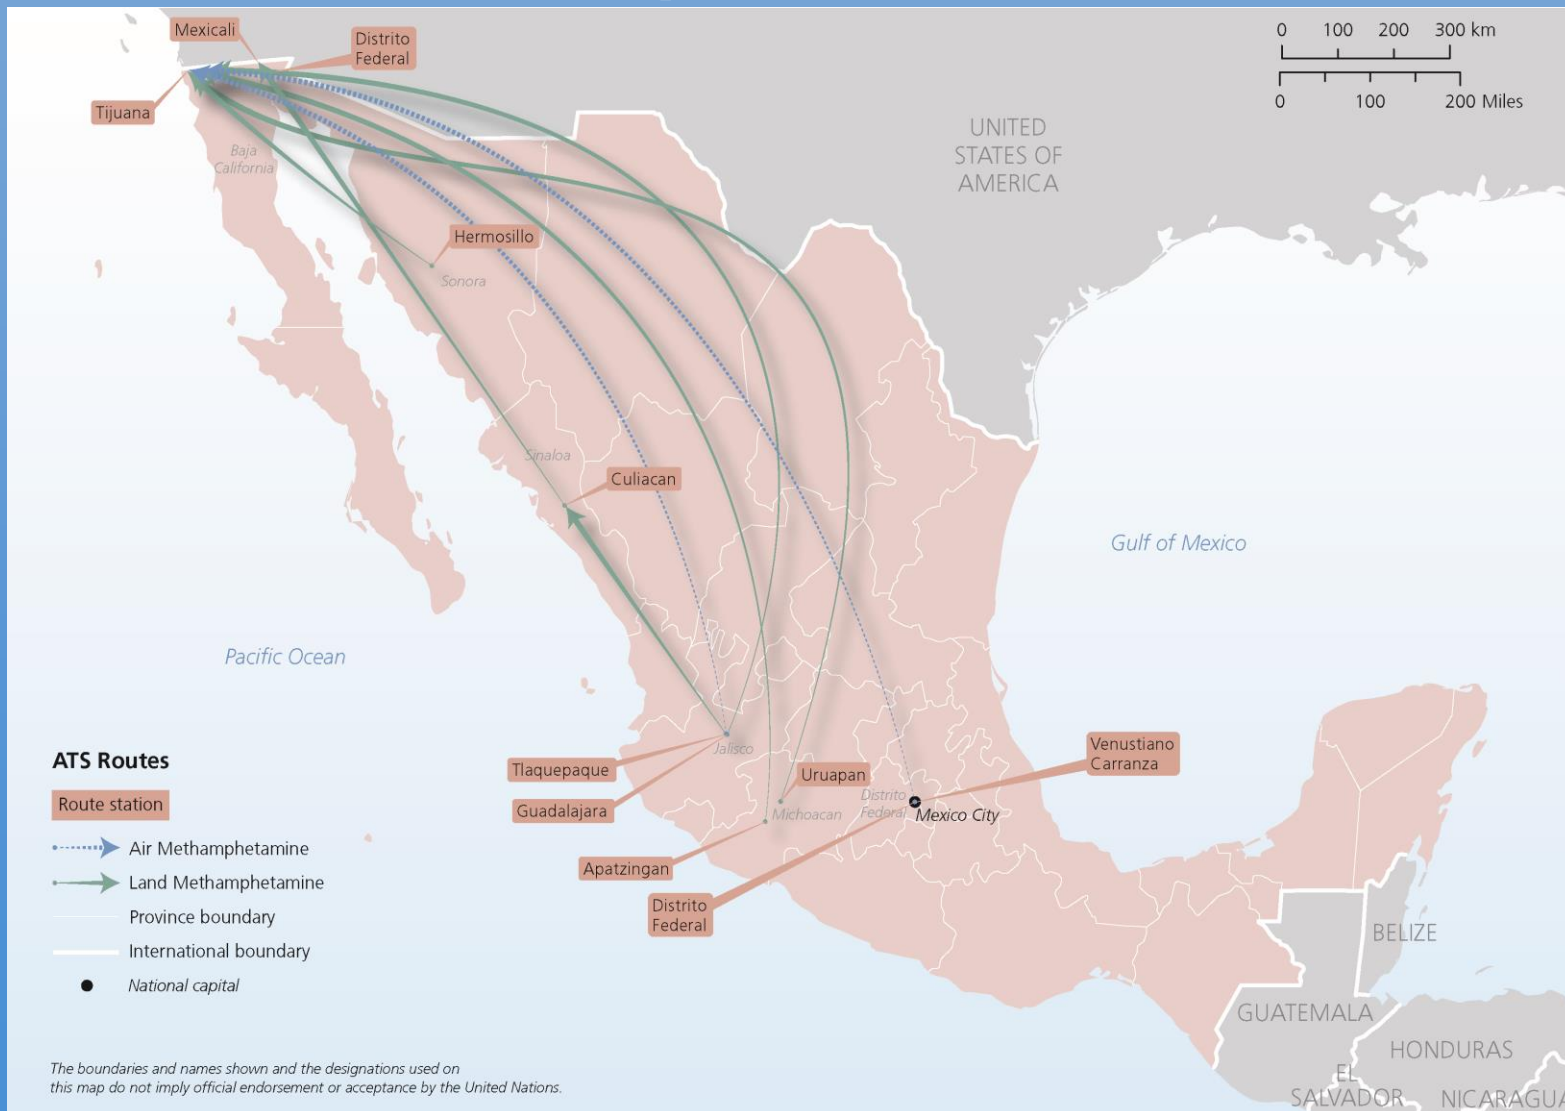 Mexicali
Distrito
Federal
Tijuana
0 100 200 300 km
0 100 200 Miles
UNITED
STATES OF
AMERICA
Baja
California
Hermosillo
Sonora
Sinaloa
Culiacan
Gulf of Mexico
Pacific Ocean
Jalisco
Tlaquepaque
Guadalajara
Uruapan
Michoacan
Apatzingan
Distrito
Federal
Mexico City
Venustiano
Carranza
Distrito
Federal
BELIZE
GUATEMALA
HONDURAS
EL
SALVADOR
NICARAGUA
ATS Routes
Route station
Air Methamphetamine
Land Methamphetamine
Province boundary
International boundary
National capital
The boundaries and names shown and the designations used on
this map do not imply official endorsement or acceptance by the United Nations.